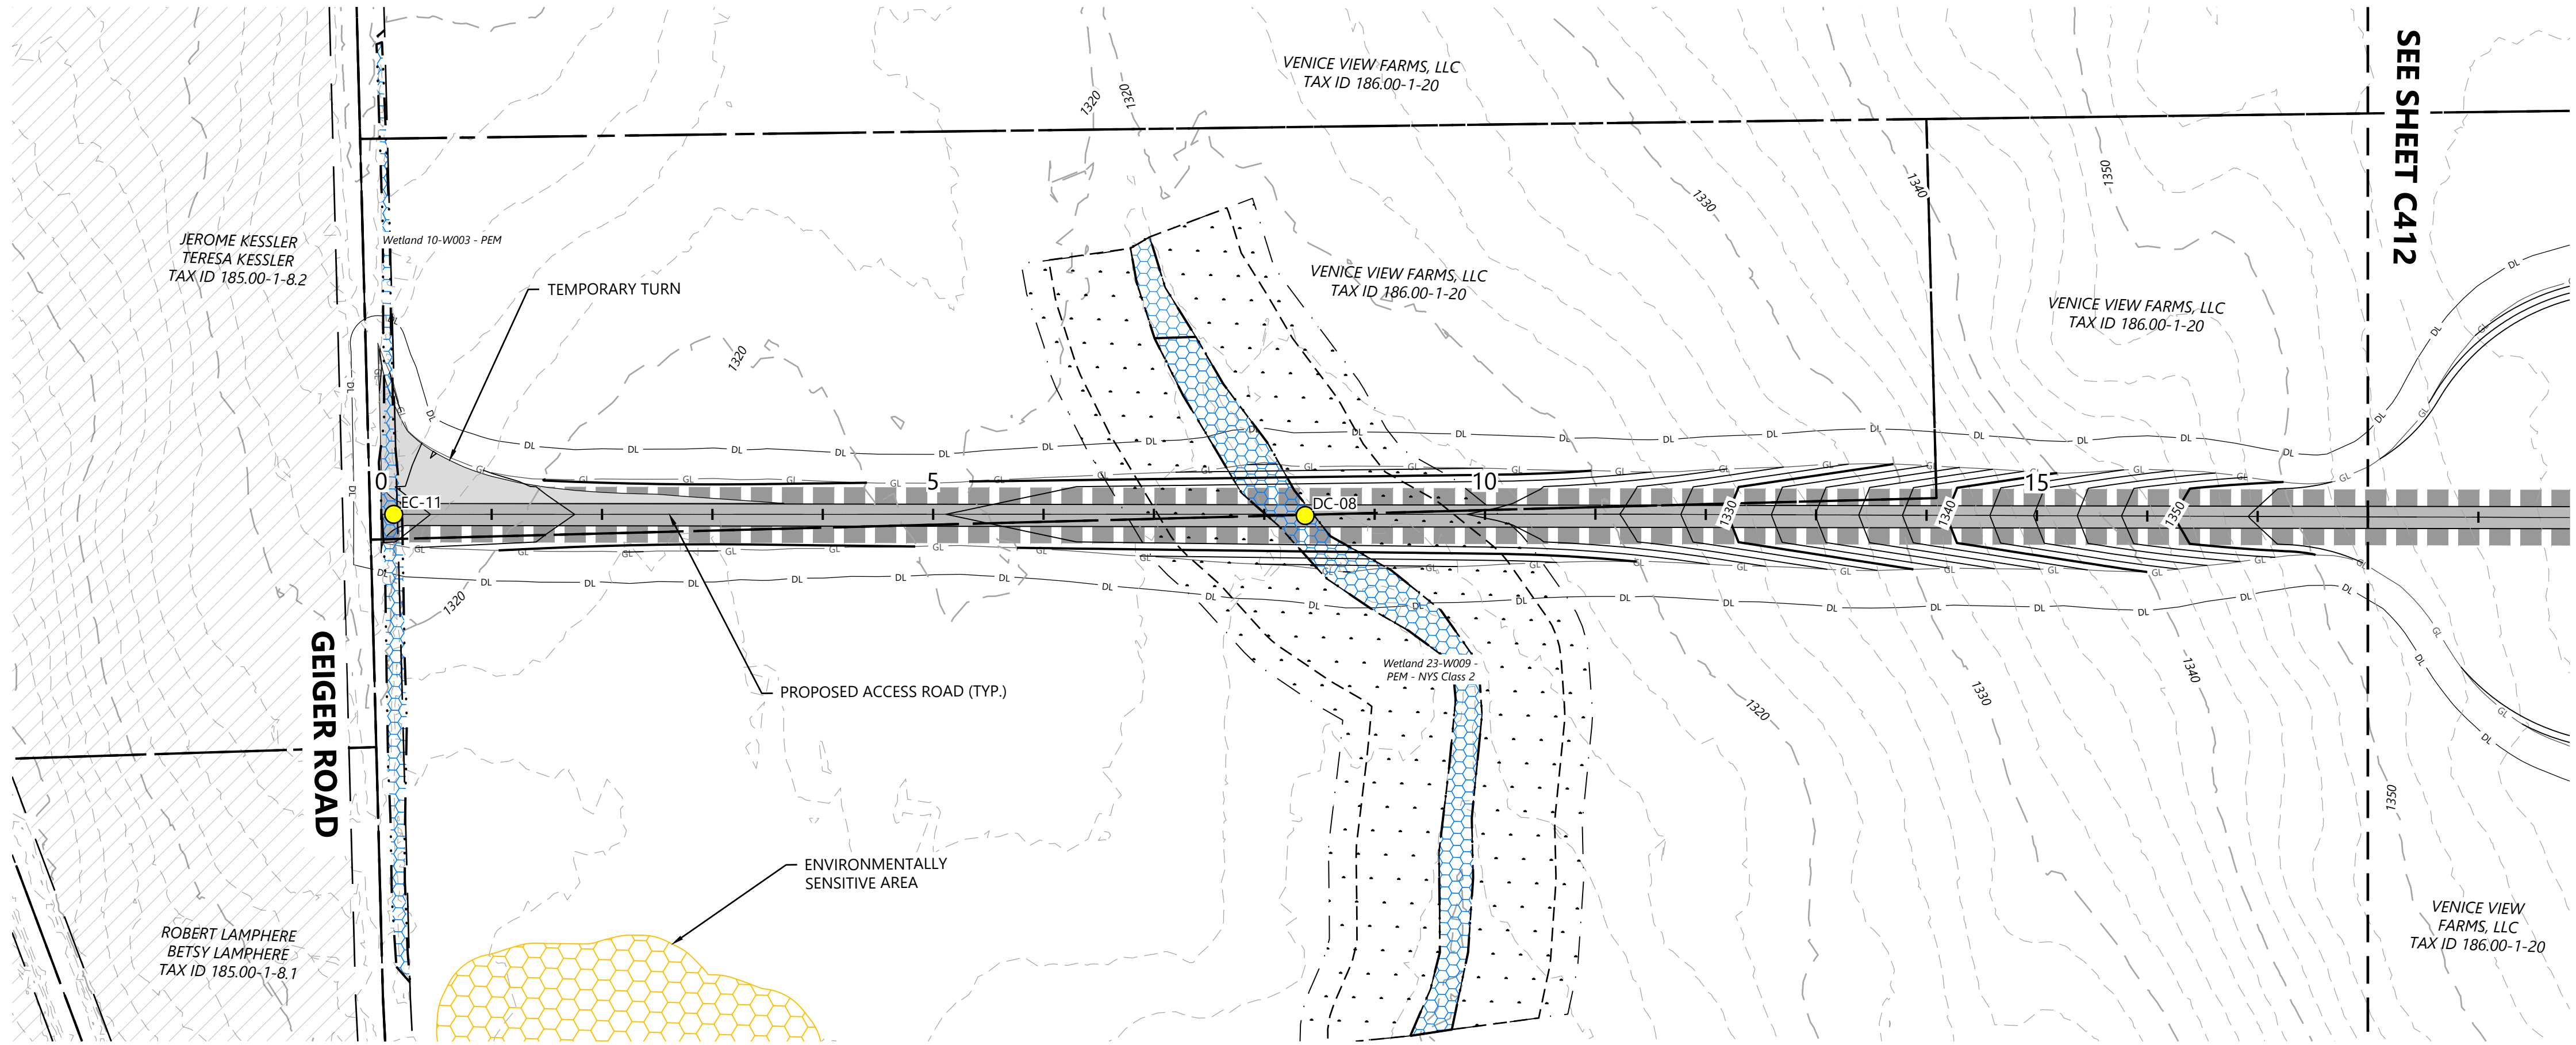 VENICE VIEW FARMS, LLC
TAX ID 186.00-1-20
SEE SHEET C412
1320
1320
1350
1330
1340
JEROME KESSLER
TERESA KESSLER
TAX ID 185.00-1-8.2
Wetland 10-W003 - PEM
TEMPORARY TURN
VENICE VIEW FARMS, LLC
TAX ID 186.00-1-20
VENICE VIEW FARMS, LLC
TAX ID 186.00-1-20
1320
0
5
10
15
EC-11
DC-08
1330
1340
1350
1320
GEIGER ROAD
Wetland 23-W009 -
PEM - NYS Class 2
PROPOSED ACCESS ROAD (TYP.)
1320
1330
1340
1350
ENVIRONMENTALLY
SENSITIVE AREA
ROBERT LAMPHERE
BETSY LAMPHERE
TAX ID 185.00-1-8.1
VENICE VIEW
FARMS, LLC
TAX ID 186.00-1-20
DL
GL